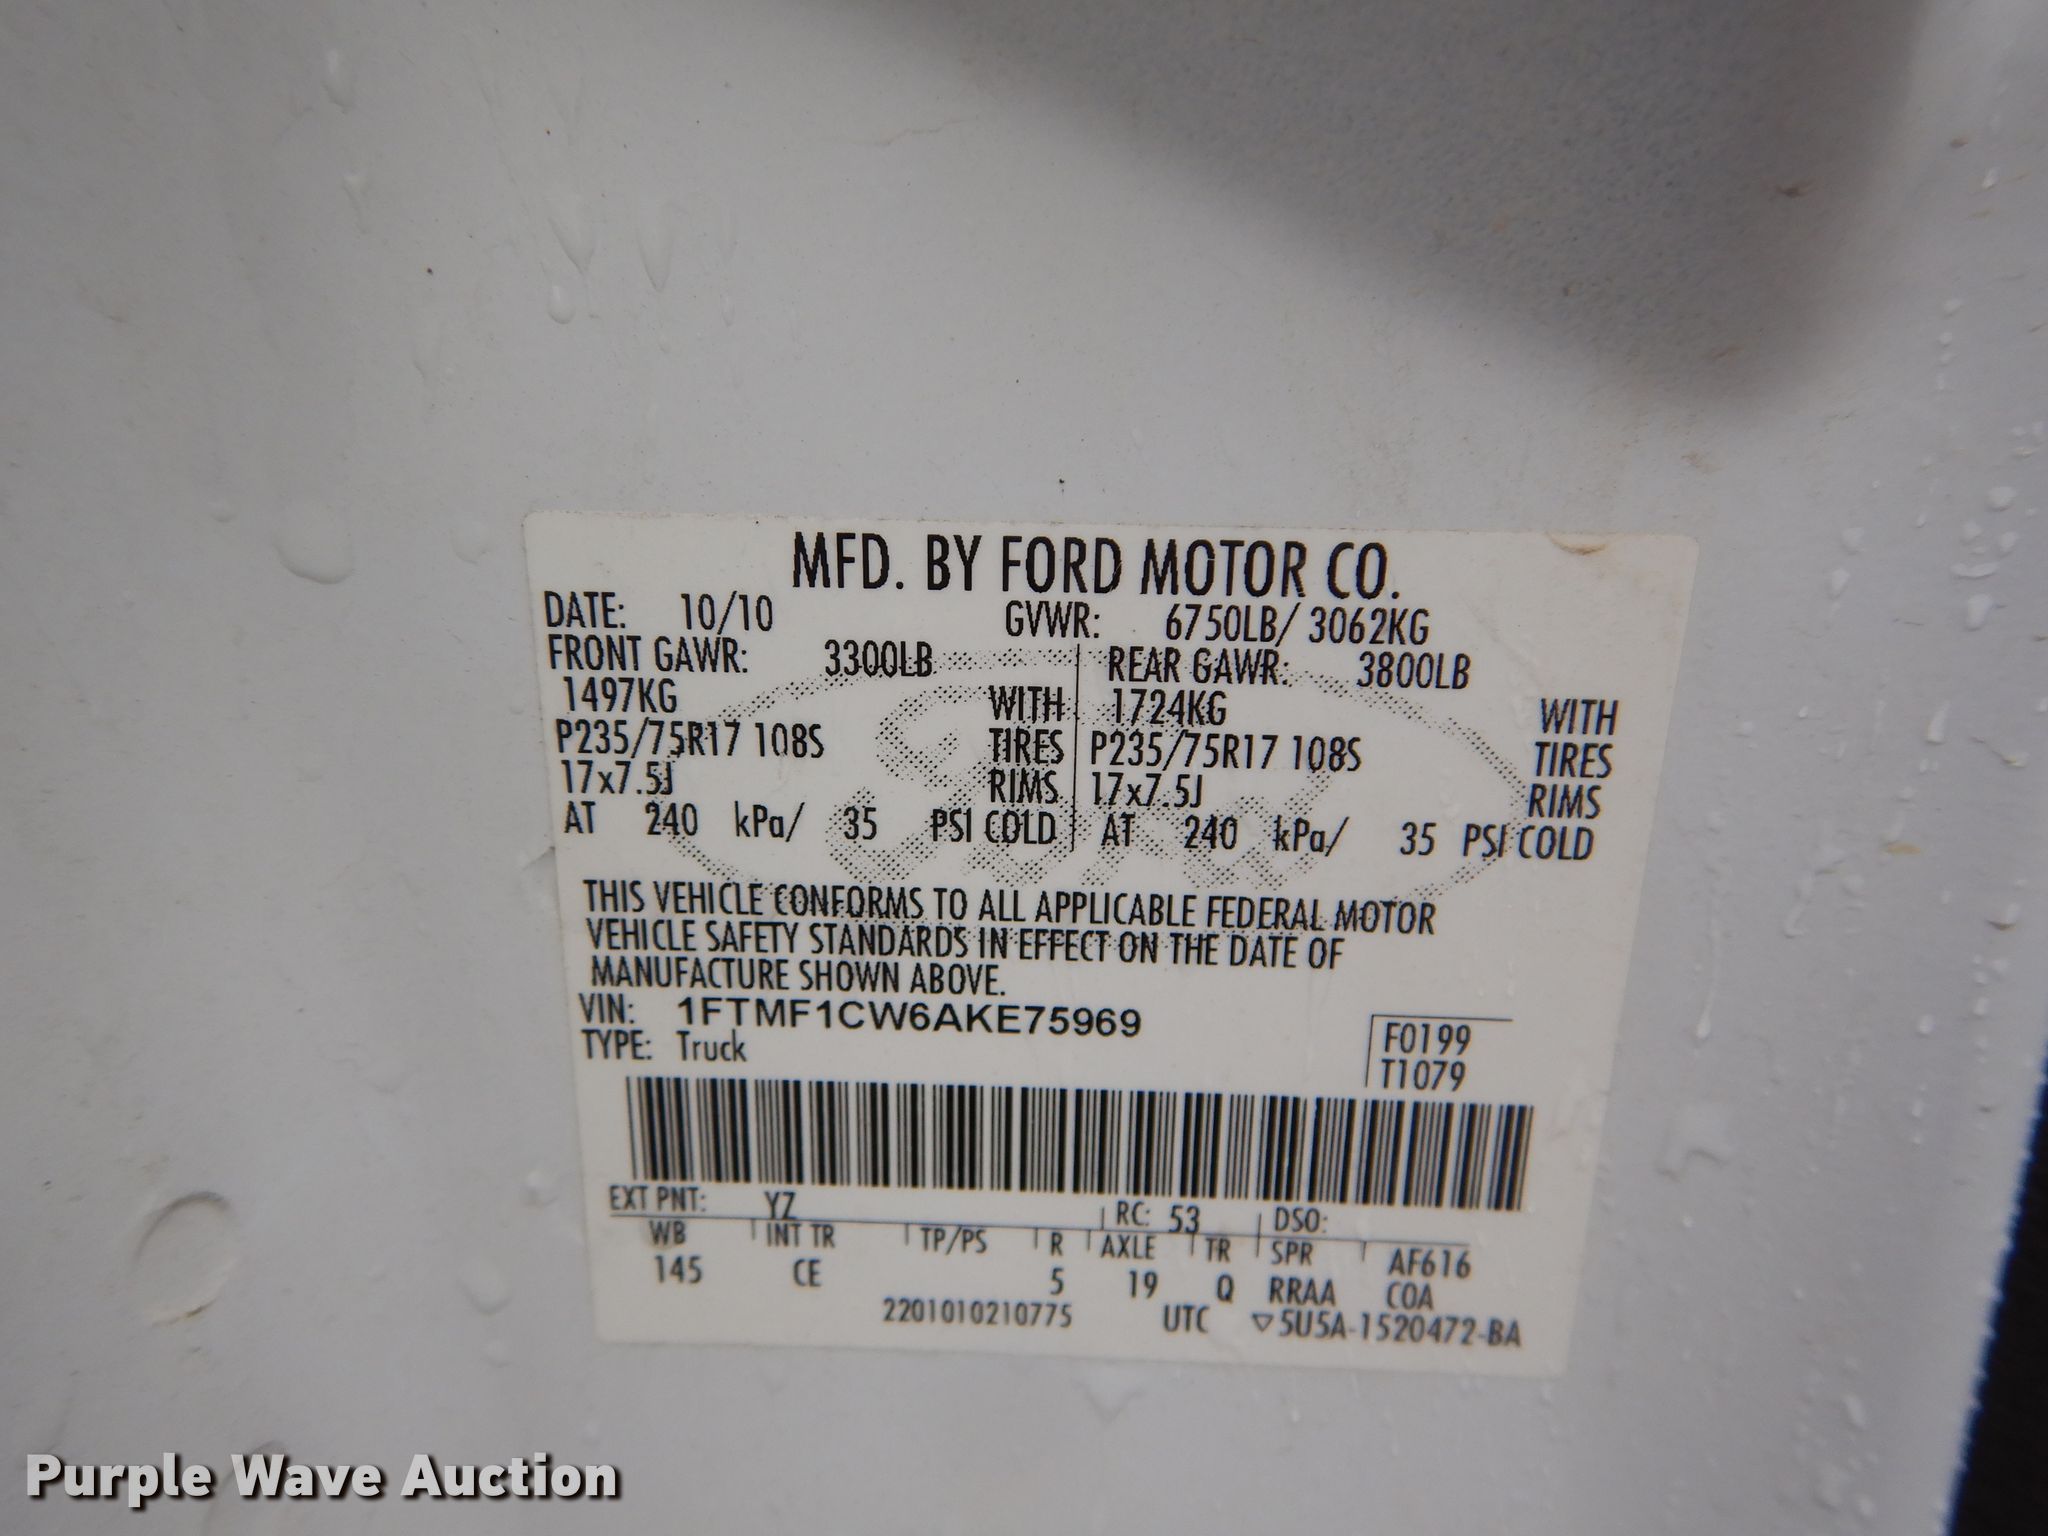 MFD. BY FORD MOTOR CO.
DATE: 10/10 GVWR: 6750LB/ 3062KG
FRONT GAWR: 3300LB REAR GAWR: 3800LB
1497KG WITH 1724KG WITH
P235/75R17 108S TIRES P235/75R17 108S TIRES
17x7.5J RIMS 17x7.5J RIMS
AT 240 kPa/ 35 PSI COLD AT 240 kPa/ 35 PSI COLD
THIS VEHICLE CONFORMS TO ALL APPLICABLE FEDERAL MOTOR
VEHICLE SAFETY STANDARDS IN EFFECT ON THE DATE OF
MANUFACTURE SHOWN ABOVE.
VIN: 1FTMF1CW6AKE75969
TYPE: Truck
F0199
T1079
EXT PNT: YZ RC: 53 DSO:
WB INT TR TP/PS R AXLE TR SPR AF616
145 CE 5 19 Q RRAA COA
2201010210775 UTC ▽5U5A-1520472-BA
Purple Wave Auction